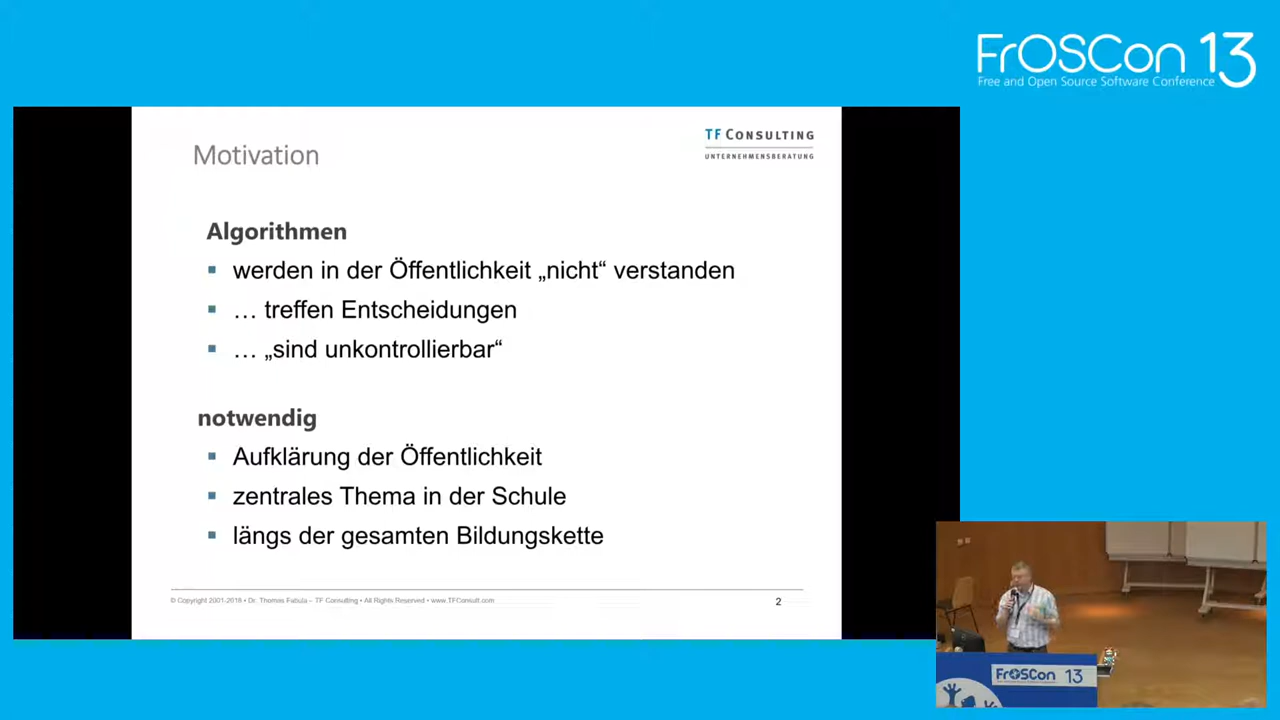 FrOSCon 13
Free and Open Source Software Conference
Motivation
TF CONSULTING
UNTERNEHMENSBERATUNG
Algorithmen
▪ werden in der Öffentlichkeit „nicht“ verstanden
▪ … treffen Entscheidungen
▪ … „sind unkontrollierbar“
notwendig
▪ Aufklärung der Öffentlichkeit
▪ zentrales Thema in der Schule
▪ längs der gesamten Bildungskette
© Copyright 2001-2018 • Dr. Thomas Fabula – TF Consulting • All Rights Reserved • www.TFConsult.com
2
FrOSCon 13